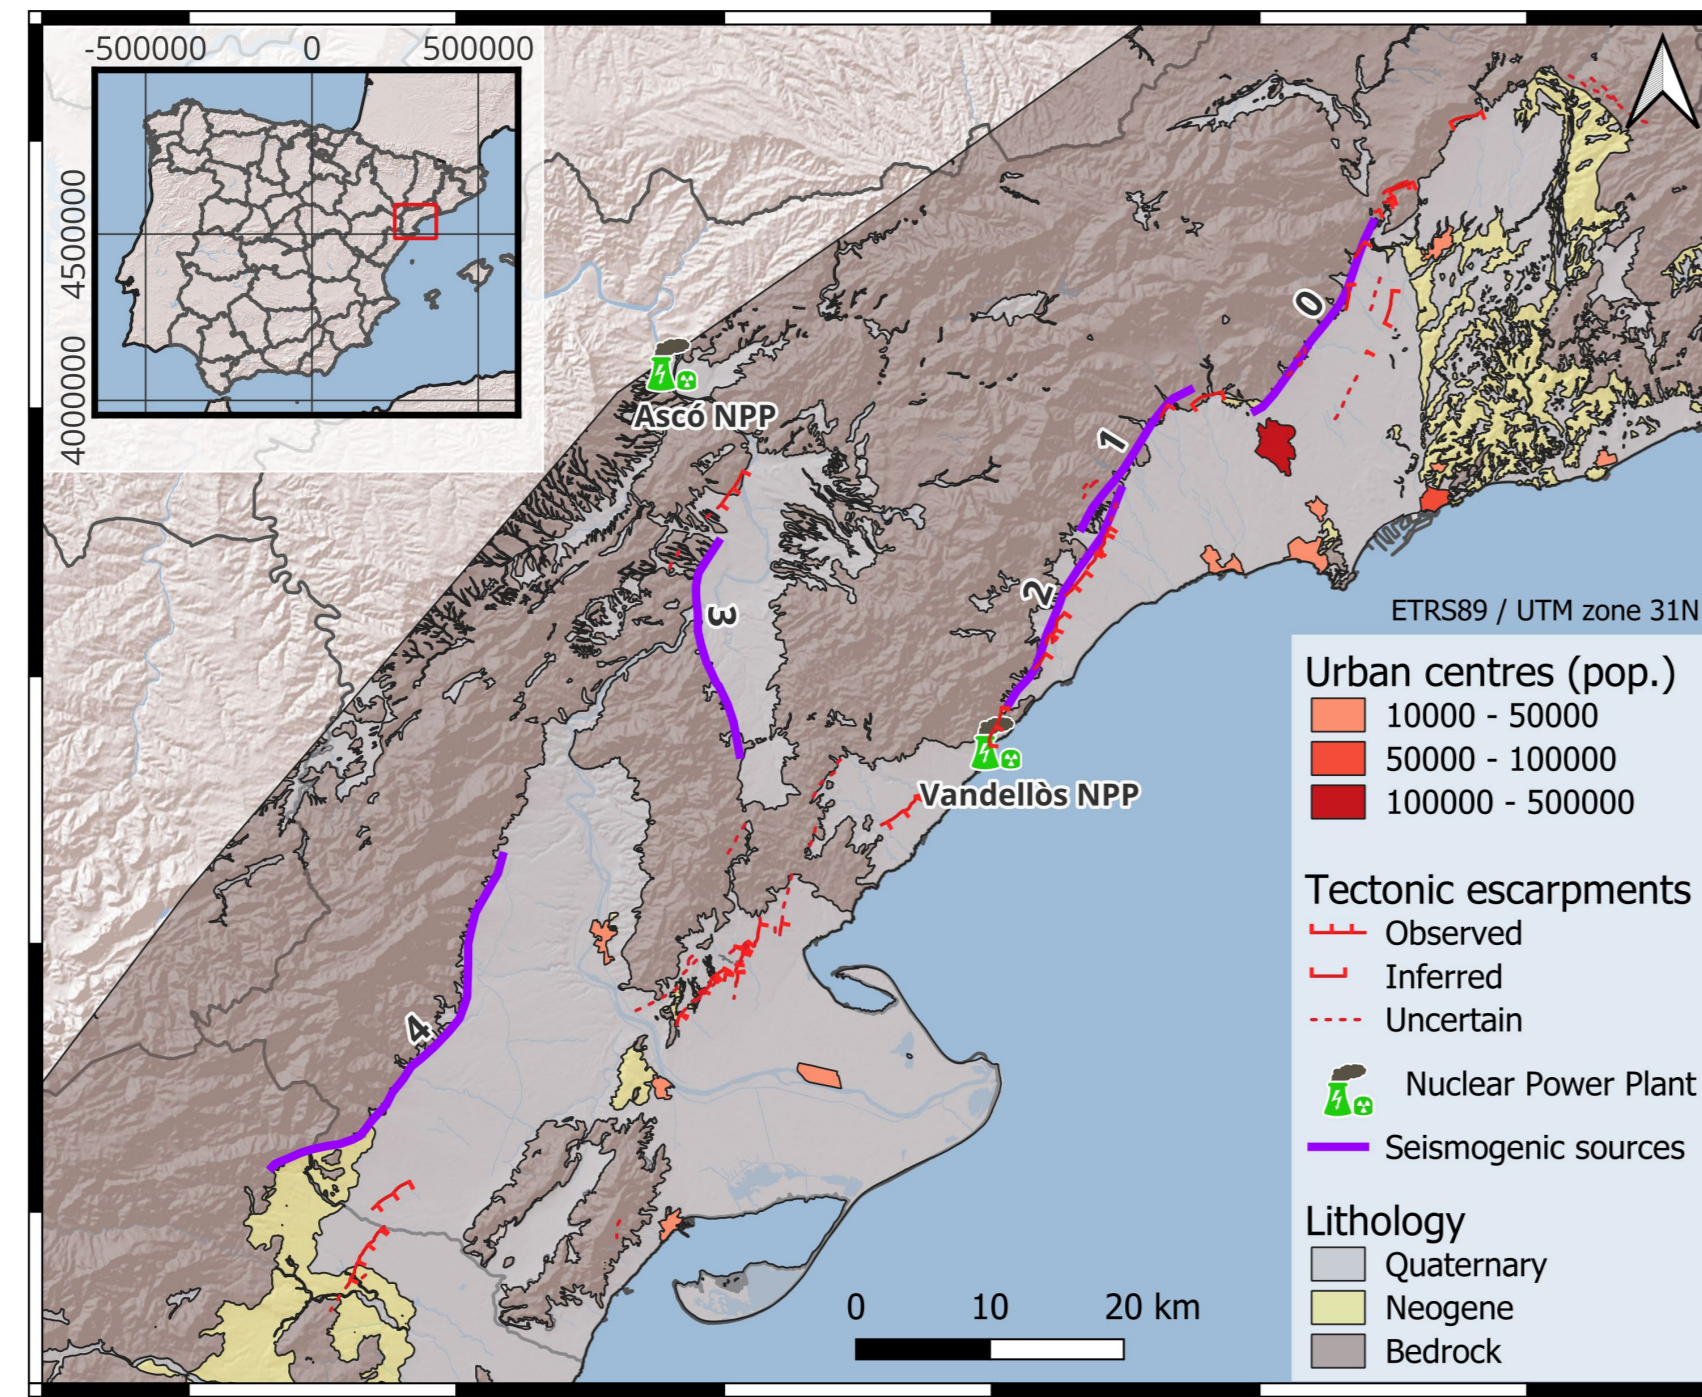 -500000 0 500000
4500000
4000000
0
Ascó NPP
1
2
3
ETRS89 / UTM zone 31N
Vandellòs NPP
4
Urban centres (pop.)
10000 - 50000
50000 - 100000
100000 - 500000
Tectonic escarpments
Observed
Inferred
Uncertain
Nuclear Power Plant
Seismogenic sources
Lithology
Quaternary
Neogene
Bedrock
0 10 20 km